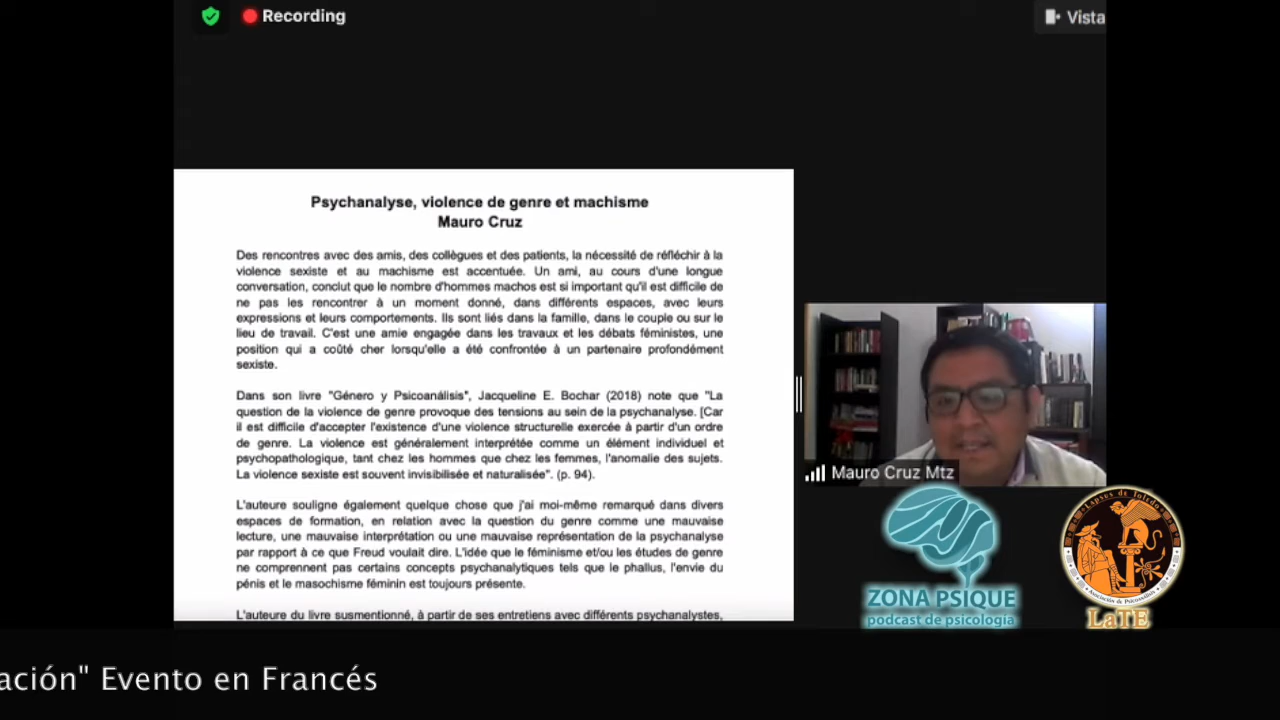 Recording
Vista
Psychanalyse, violence de genre et machisme
Mauro Cruz
Des rencontres avec des amis, des collègues et des patients, la nécessité de réfléchir à la
violence sexiste et au machisme est accentuée. Un ami, au cours d'une longue
conversation, conclut que le nombre d'hommes machos est si important qu'il est difficile de
ne pas les rencontrer à un moment donné, dans différents espaces, avec leurs
expressions et leurs comportements. Ils sont liés dans la famille, dans le couple ou sur le
lieu de travail. C'est une amie engagée dans les travaux et les débats féministes, une
position qui a coûté cher lorsqu'elle a été confrontée à un partenaire profondément
sexiste.
Dans son livre "Género y Psicoanálisis", Jacqueline E. Bochar (2018) note que "La
question de la violence de genre provoque des tensions au sein de la psychanalyse. [Car
il est difficile d'accepter l'existence d'une violence structurelle exercée à partir d'un ordre
de genre. La violence est généralement interprétée comme un élément individuel et
psychopathologique, tant chez les hommes que chez les femmes, l'anomalie des sujets.
La violence sexiste est souvent invisibilisée et naturalisée". (p. 94).
L'auteure souligne également quelque chose que j'ai moi-même remarqué dans divers
espaces de formation, en relation avec la question du genre comme une mauvaise
lecture, une mauvaise interprétation ou une mauvaise représentation de la psychanalyse
par rapport à ce que Freud voulait dire. L'idée que le féminisme et/ou les études de genre
ne comprennent pas certains concepts psychanalytiques tels que le phallus, l'envie du
pénis et le masochisme féminin est toujours présente.
L'auteure du livre susmentionné, à partir de ses entretiens avec différents psychanalystes,
Mauro Cruz Mtz
ZONA PSIQUE
podcast de psicología
Lapsus de Toledo
Asociación de Psicoanálisis
LaTE
ación" Evento en Francés